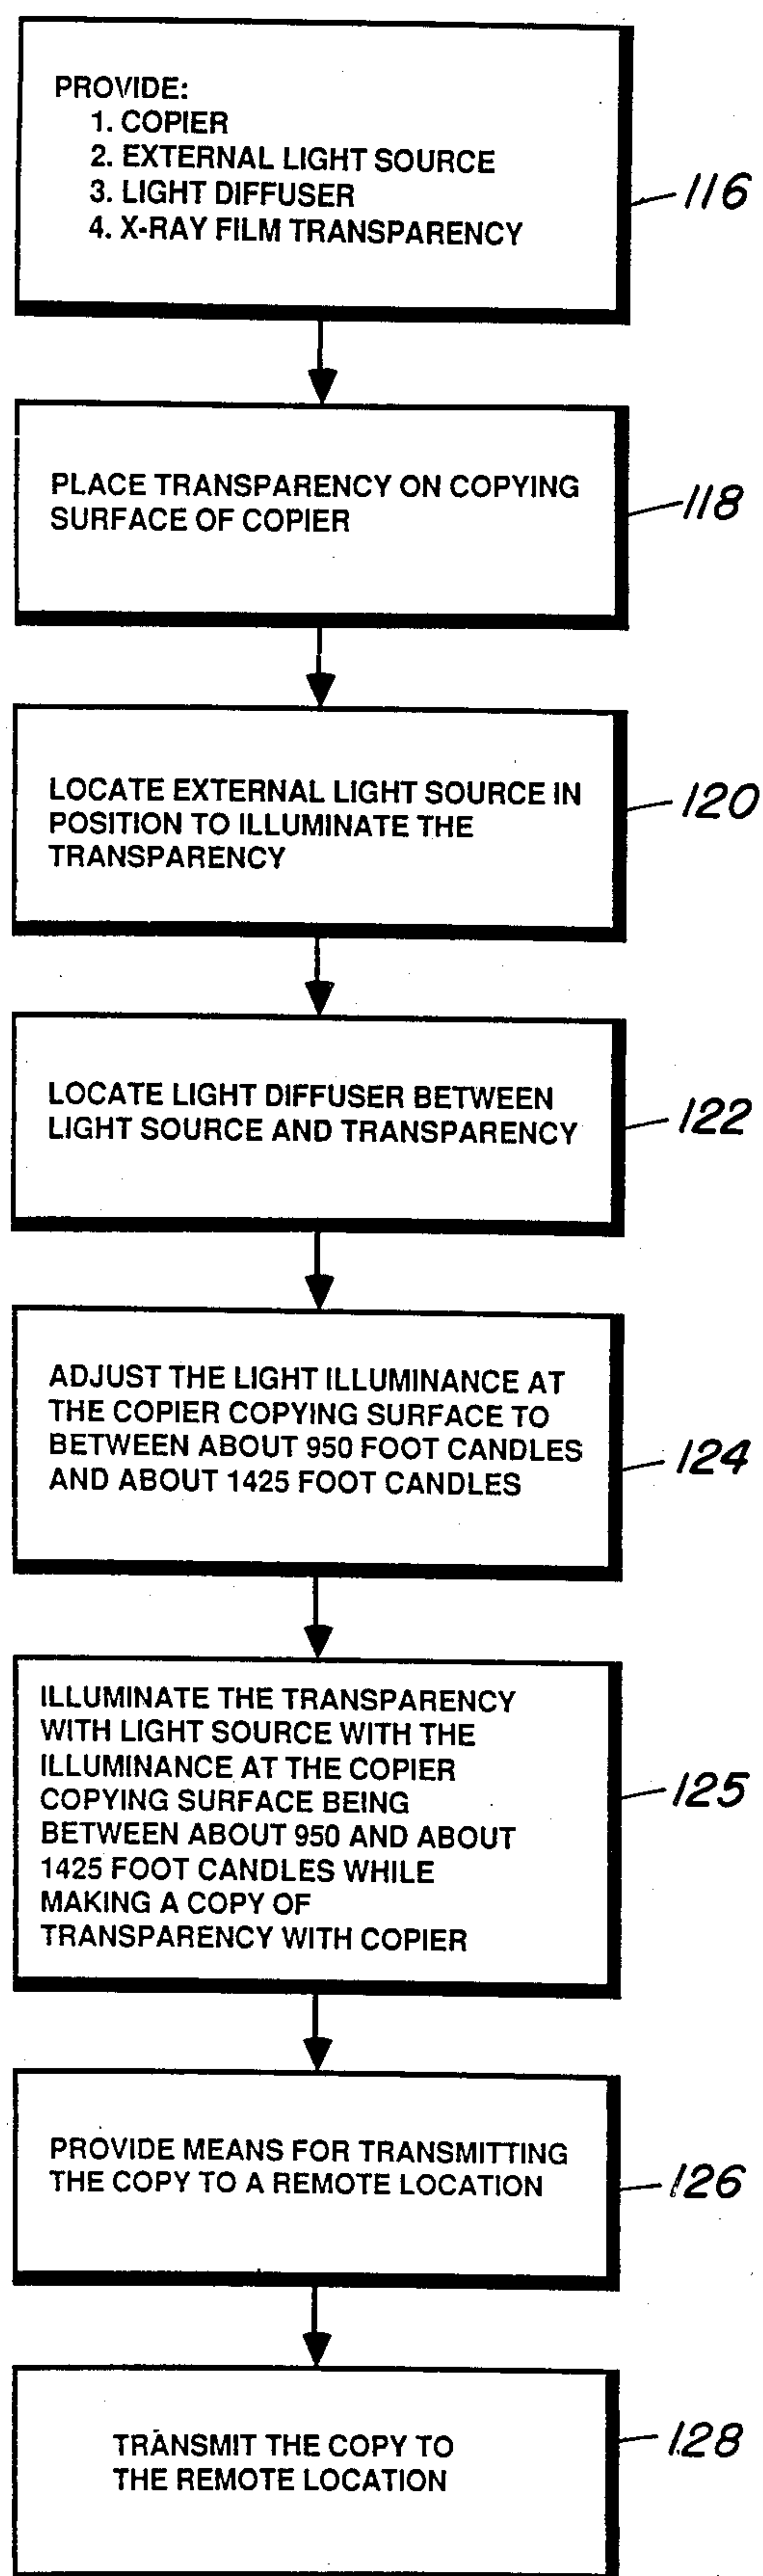 PROVIDE:
1. COPIER
2. EXTERNAL LIGHT SOURCE
3. LIGHT DIFFUSER
4. X-RAY FILM TRANSPARENCY
116
PLACE TRANSPARENCY ON COPYING
SURFACE OF COPIER
118
LOCATE EXTERNAL LIGHT SOURCE IN
POSITION TO ILLUMINATE THE
TRANSPARENCY
120
LOCATE LIGHT DIFFUSER BETWEEN
LIGHT SOURCE AND TRANSPARENCY
122
ADJUST THE LIGHT ILLUMINANCE AT
THE COPIER COPYING SURFACE TO
BETWEEN ABOUT 950 FOOT CANDLES
AND ABOUT 1425 FOOT CANDLES
124
ILLUMINATE THE TRANSPARENCY
WITH LIGHT SOURCE WITH THE
ILLUMINANCE AT THE COPIER
COPYING SURFACE BEING
BETWEEN ABOUT 950 AND ABOUT
1425 FOOT CANDLES WHILE
MAKING A COPY OF
TRANSPARENCY WITH COPIER
125
PROVIDE MEANS FOR TRANSMITTING
THE COPY TO A REMOTE LOCATION
126
TRANSMIT THE COPY TO
THE REMOTE LOCATION
128